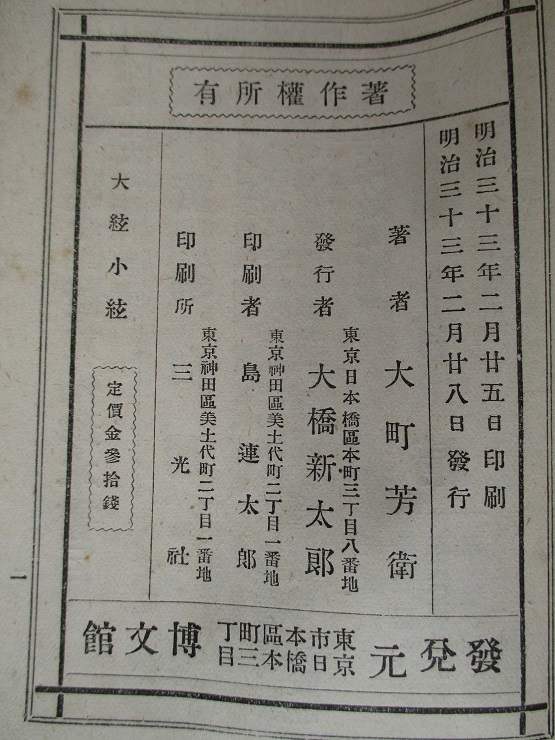 著作權所有
明治三十三年二月廿五日印刷
明治三十三年二月廿八日發行
著者 大町芳衛
東京日本橋區本町三丁目八番地
發行者 大橋新太郎
東京神田區美土代町二丁目一番地
印刷者 島連太郎
東京神田區美土代町二丁目一番地
印刷所 三光社
大絃小絃
定價金參拾錢
發兌元 東京市日本橋區本町三丁目 博文館
一